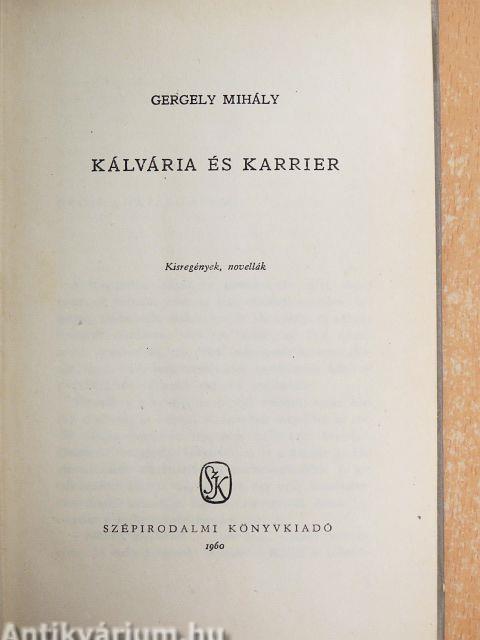 GERGELY MIHÁLY
KÁLVÁRIA ÉS KARRIER
Kisregények, novellák
SzK
SZÉPIRODALMI KÖNYVKIADÓ
1960
Antikvárium.hu